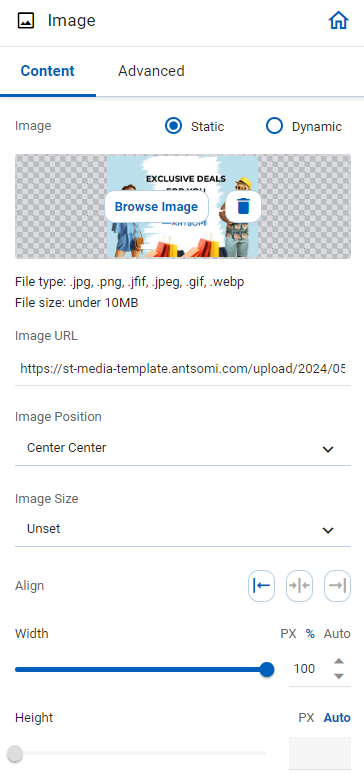 Image
Content
Advanced
Image
Static
Dynamic
EXCLUSIVE DEALS
FOR YOU
Browse Image
ANTSOMI
File type: .jpg, .png, .jfif, .jpeg, .gif, .webp
File size: under 10MB
Image URL
https://st-media-template.antsomi.com/upload/2024/05
Image Position
Center Center
Image Size
Unset
Align
Width
PX % Auto
100
Height
PX Auto